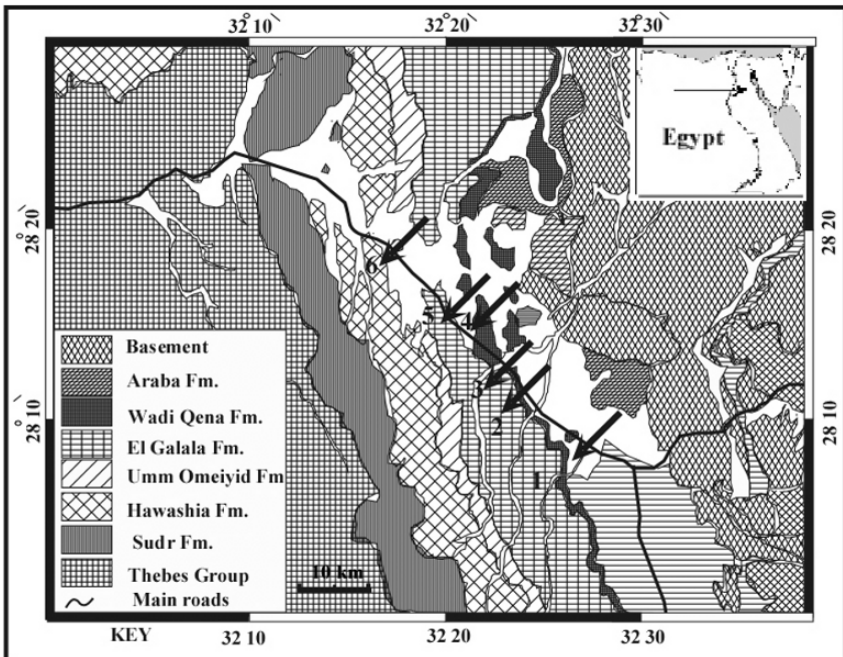 32 10
32 20
32 30
Egypt
28 20
28 20
6
5
4
3
2
1
28 10
28 10
Basement
Araba Fm.
Wadi Qena Fm.
El Galala Fm.
Umm Omeiyid Fm
Hawashia Fm.
Sudr Fm.
Thebes Group
Main roads
10 km
KEY
32 10
32 20
32 30